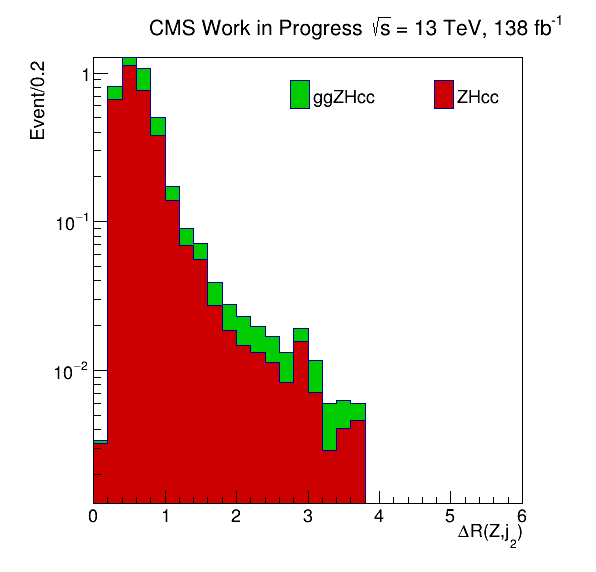 CMS Work in Progress √s = 13 TeV, 138 fb⁻¹
Event/0.2
ggZHcc ZHcc
1
10⁻¹
10⁻²
0 1 2 3 4 5 6
ΔR(Z,j₂)